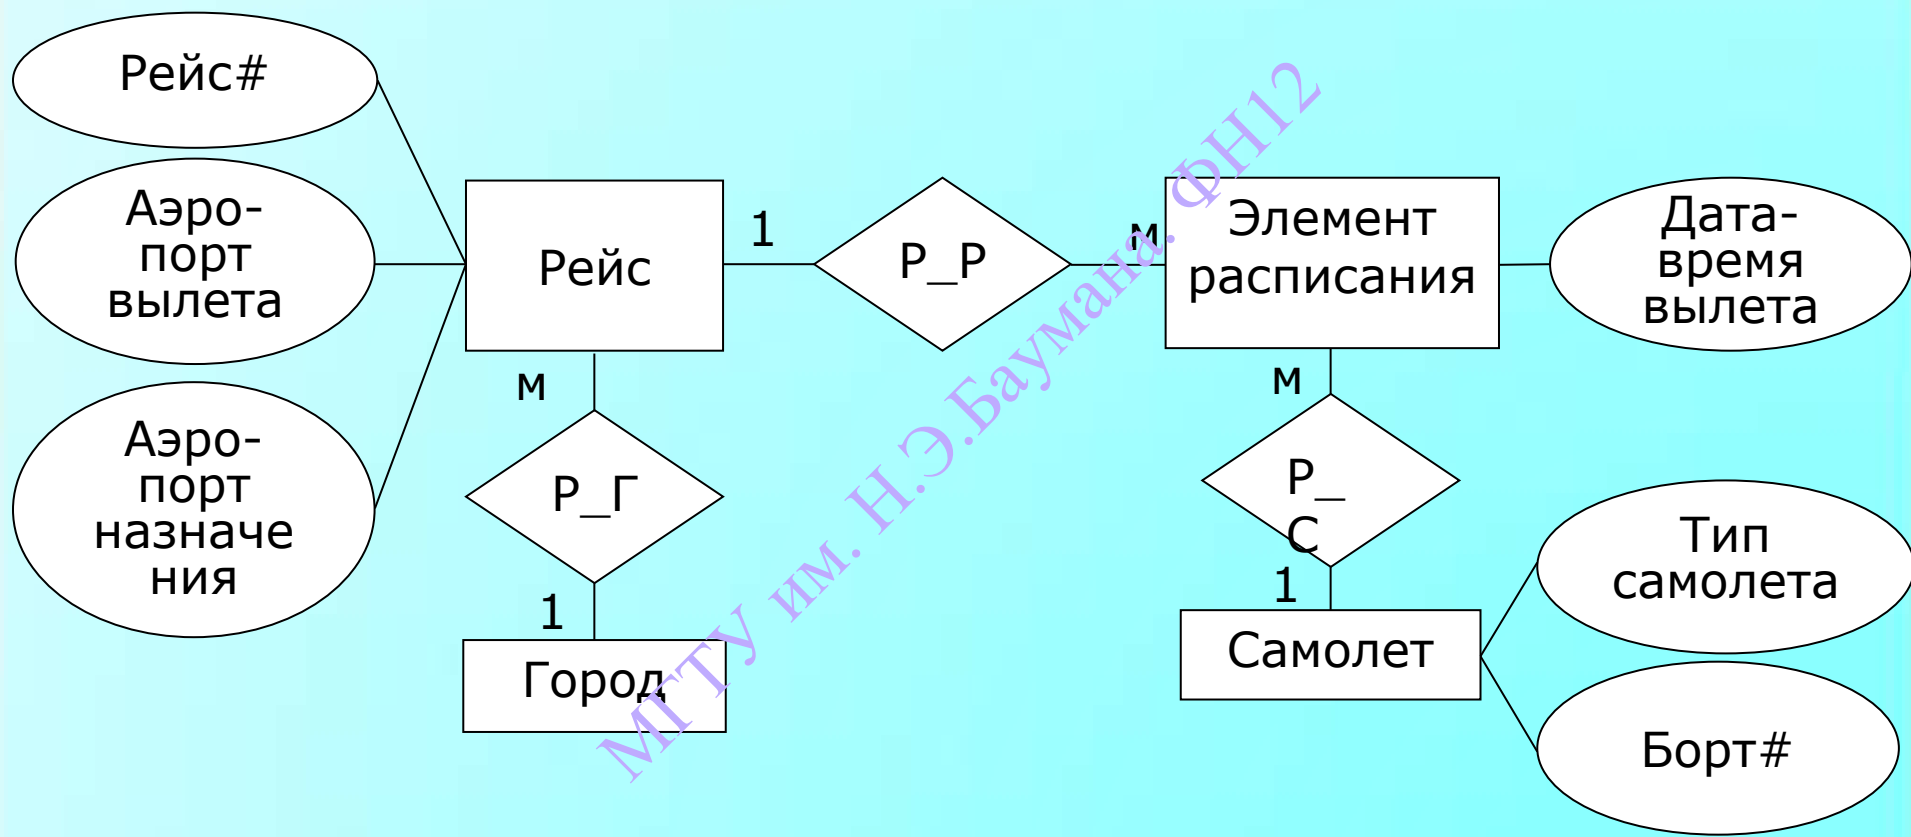 Рейс#
Аэро-
порт
вылета
Аэро-
порт
назначе
ния
Рейс
1
Р_Р
м
Элемент
расписания
Дата-
время
вылета
м
Р_Г
1
Город
м
Р_
С
1
Самолет
Тип
самолета
Борт#
МГТУ им. Н.Э.Баумана. ФН12